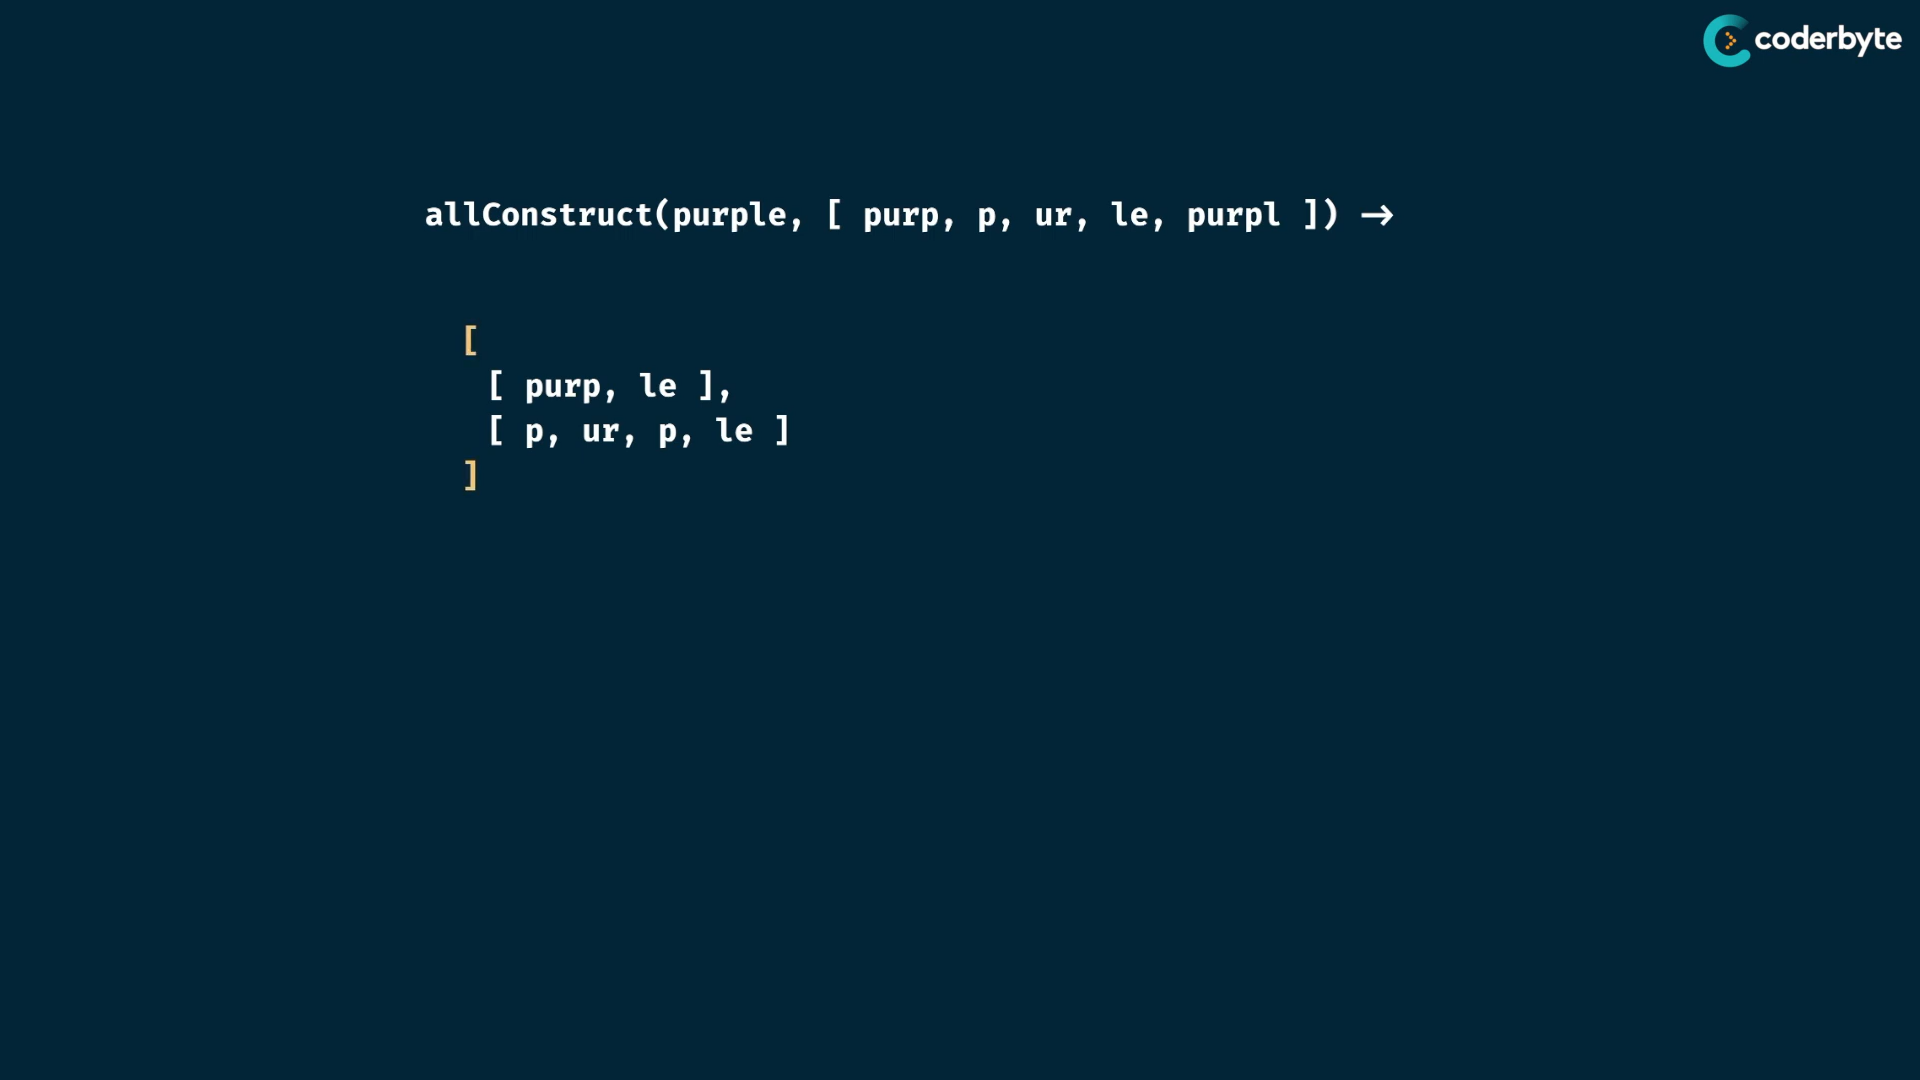 coderbyte
allConstruct(purple, [ purp, p, ur, le, purpl ]) →
[
[ purp, le ],
[ p, ur, p, le ]
]